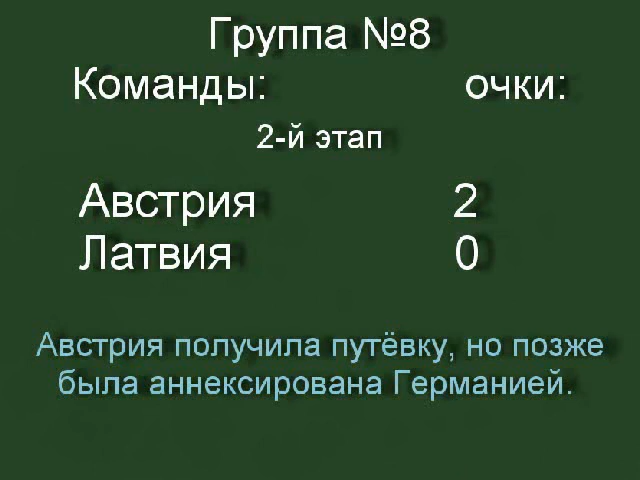 Группа №8
Команды: очки:
2-й этап
Австрия 2
Латвия 0
Австрия получила путёвку, но позже
была аннексирована Германией.